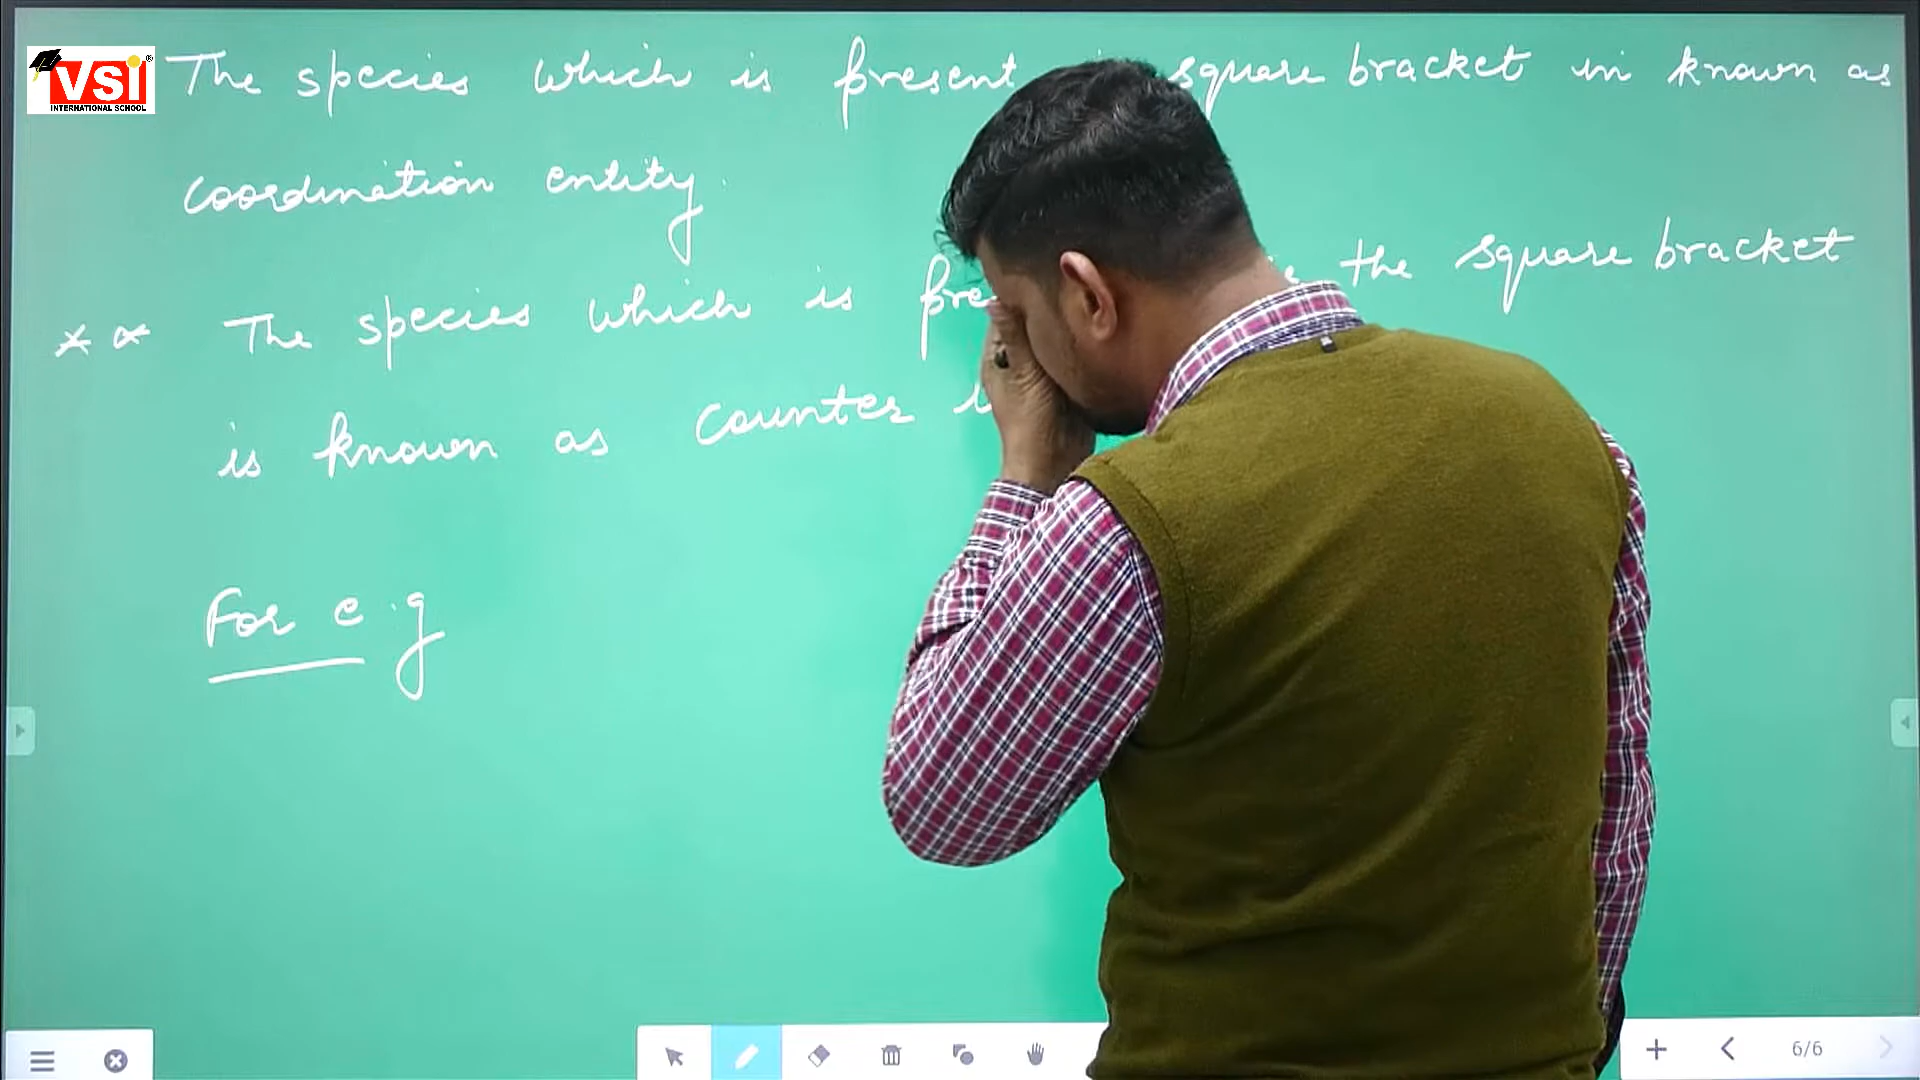 VSI
INTERNATIONAL SCHOOL
The species which is present square bracket in known as
coordination entity.
** The species which is the square bracket
is known as counter
For e.g
6/6